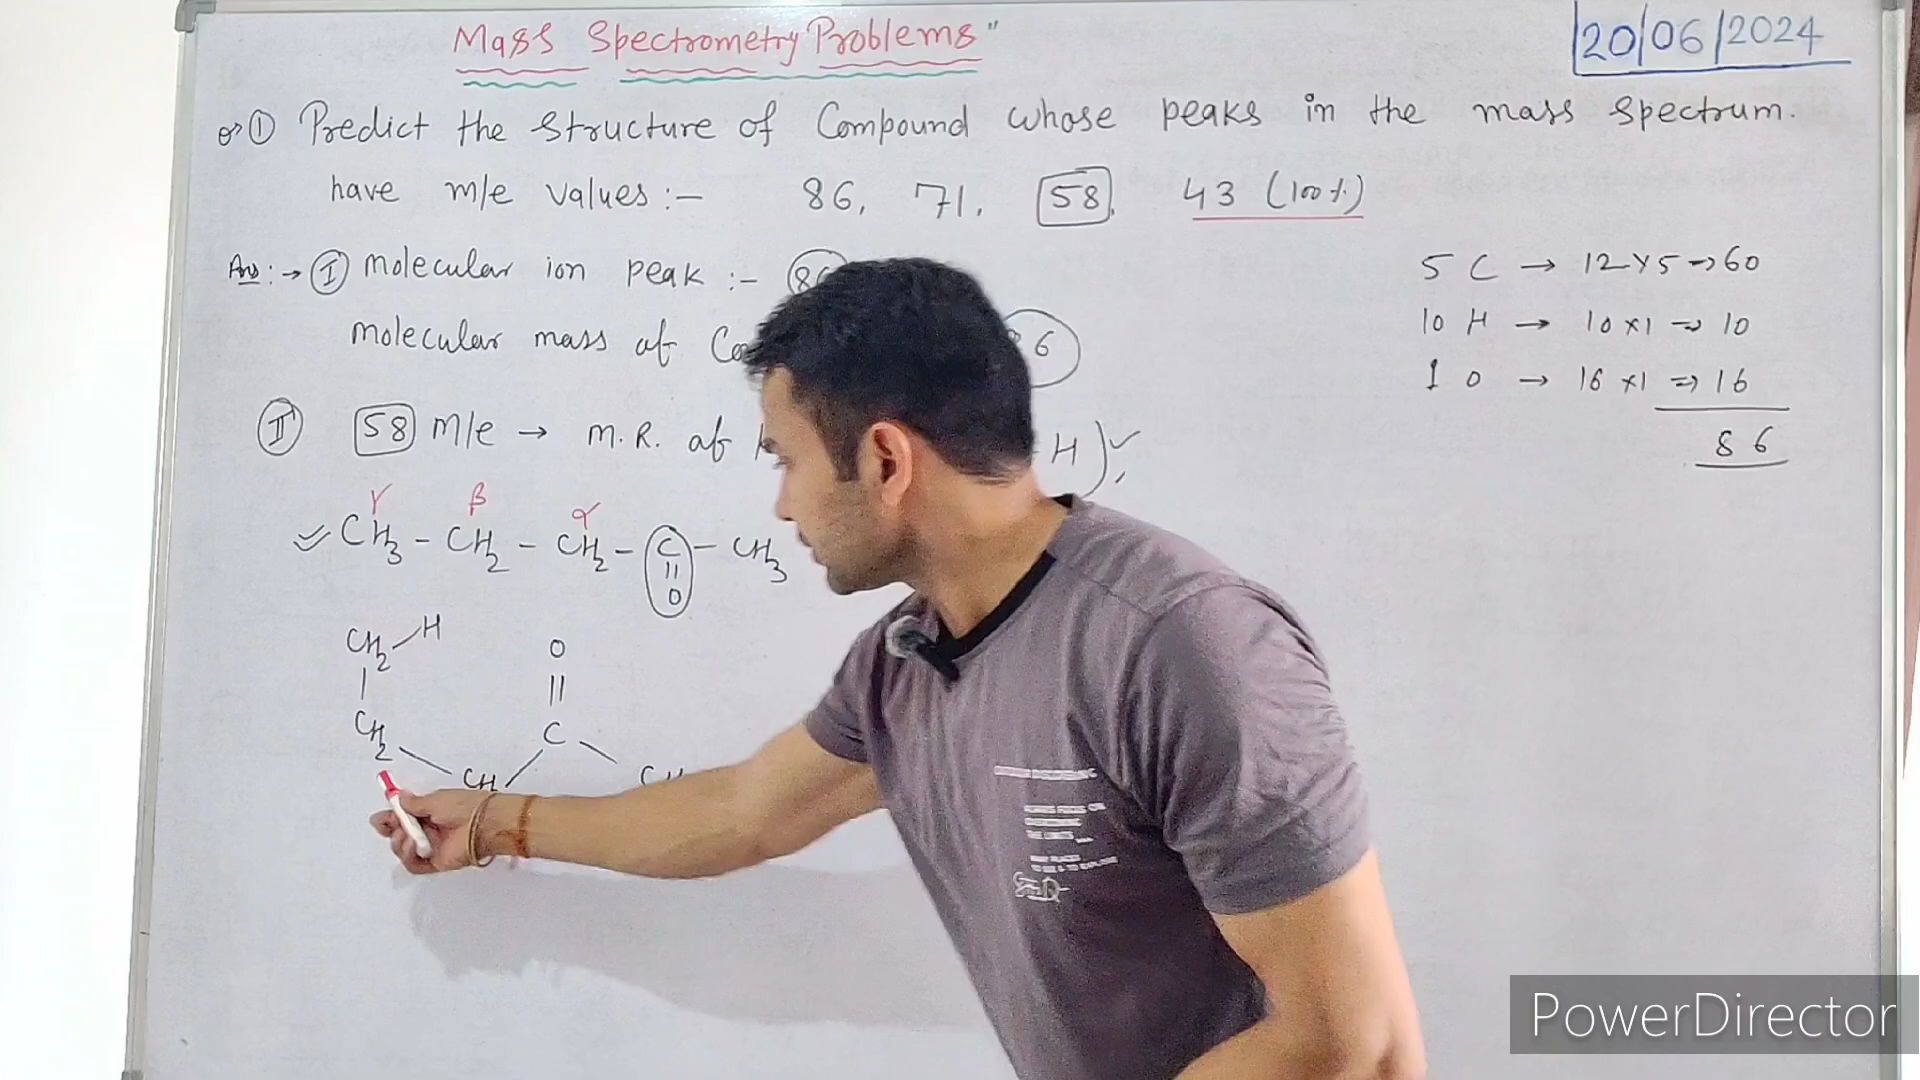 Mass Spectrometry Problems"
20/06/2024
Q① Predict the Structure of Compound whose peaks in the mass spectrum.
have m/e values :- 86, 71, 58, 43 (100%)
Ans :→ (I) molecular ion peak :- 86
molecular mass of 86
(II) 58 m/e → M.R. of H) ✓
γ β α
CH3 - CH2 - CH2 - C - CH3
||
O
CH2 H
O
||
CH2 C
CH
5 C → 12×5 → 60
10 H → 10×1 → 10
1 O → 16×1 ⇒ 16
86
PowerDirector